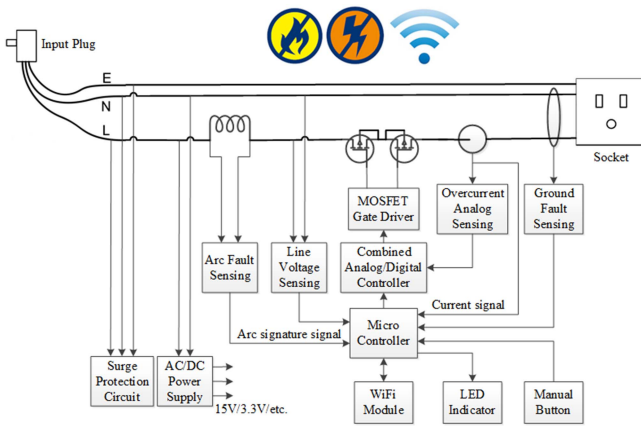 Input Plug
E
N
L
Socket
MOSFET
Gate Driver
Overcurrent
Analog
Sensing
Ground
Fault
Sensing
Arc Fault
Sensing
Line
Voltage
Sensing
Combined
Analog/Digital
Controller
Current signal
Arc signature signal
Micro
Controller
Surge
Protection
Circuit
AC/DC
Power
Supply
15V/3.3V/etc.
WiFi
Module
LED
Indicator
Manual
Button